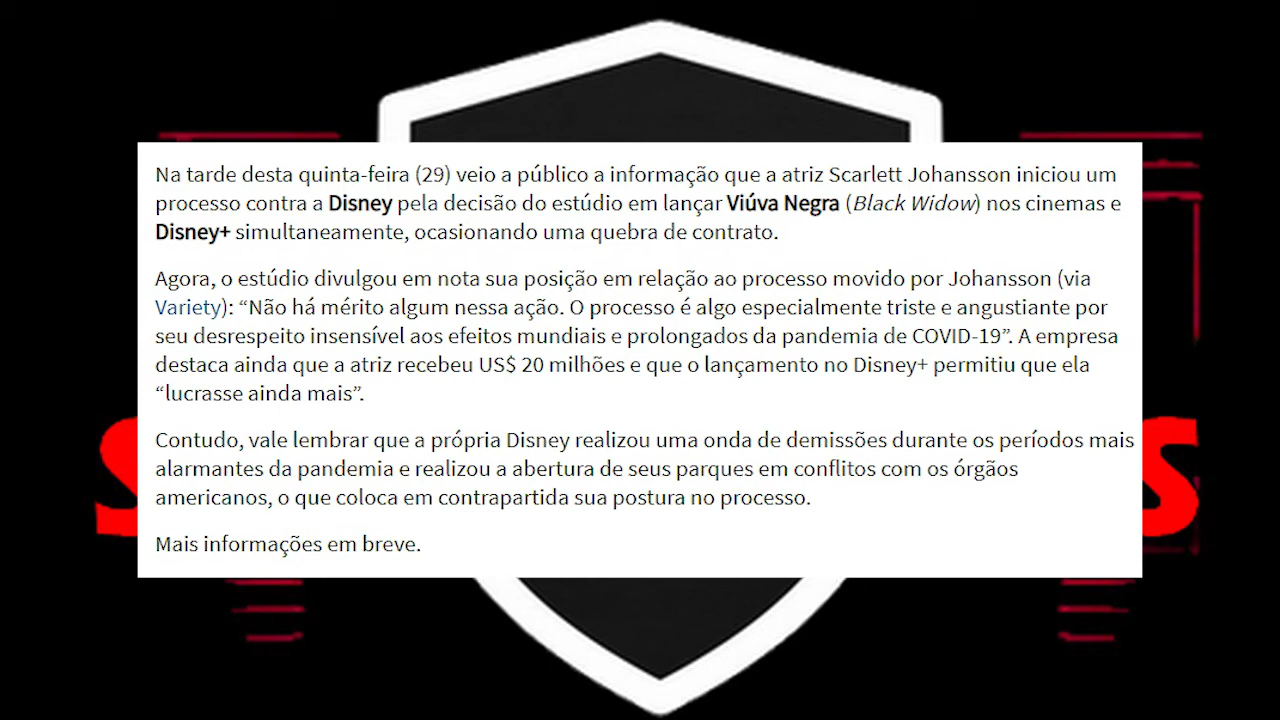 Na tarde desta quinta-feira (29) veio a público a informação que a atriz Scarlett Johansson iniciou um
processo contra a Disney pela decisão do estúdio em lançar Viúva Negra (Black Widow) nos cinemas e
Disney+ simultaneamente, ocasionando uma quebra de contrato.
Agora, o estúdio divulgou em nota sua posição em relação ao processo movido por Johansson (via
Variety): “Não há mérito algum nessa ação. O processo é algo especialmente triste e angustiante por
seu desrespeito insensível aos efeitos mundiais e prolongados da pandemia de COVID-19”. A empresa
destaca ainda que a atriz recebeu US$ 20 milhões e que o lançamento no Disney+ permitiu que ela
“lucrasse ainda mais”.
Contudo, vale lembrar que a própria Disney realizou uma onda de demissões durante os períodos mais
alarmantes da pandemia e realizou a abertura de seus parques em conflitos com os órgãos
americanos, o que coloca em contrapartida sua postura no processo.
Mais informações em breve.